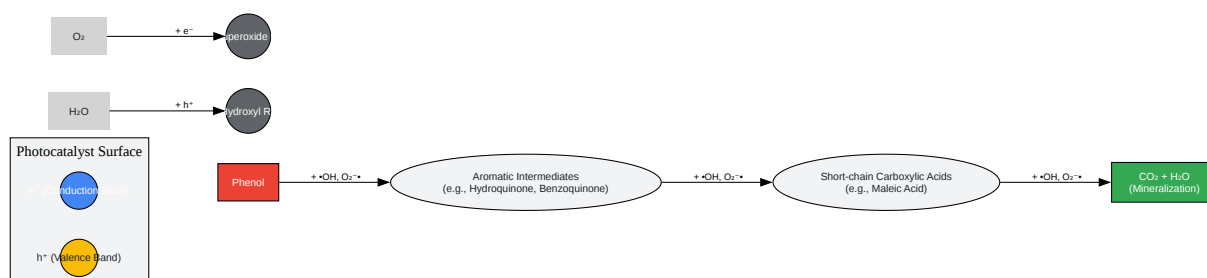 O₂
+ e⁻
peroxide
H₂O
+ h⁺
ydroxyl R
Photocatalyst Surface
e⁻ (Conduction Band)
h⁺ (Valence Band)
Phenol
+ •OH, O₂⁻•
Aromatic Intermediates
(e.g., Hydroquinone, Benzoquinone)
+ •OH, O₂⁻•
Short-chain Carboxylic Acids
(e.g., Maleic Acid)
+ •OH, O₂⁻•
CO₂ + H₂O
(Mineralization)